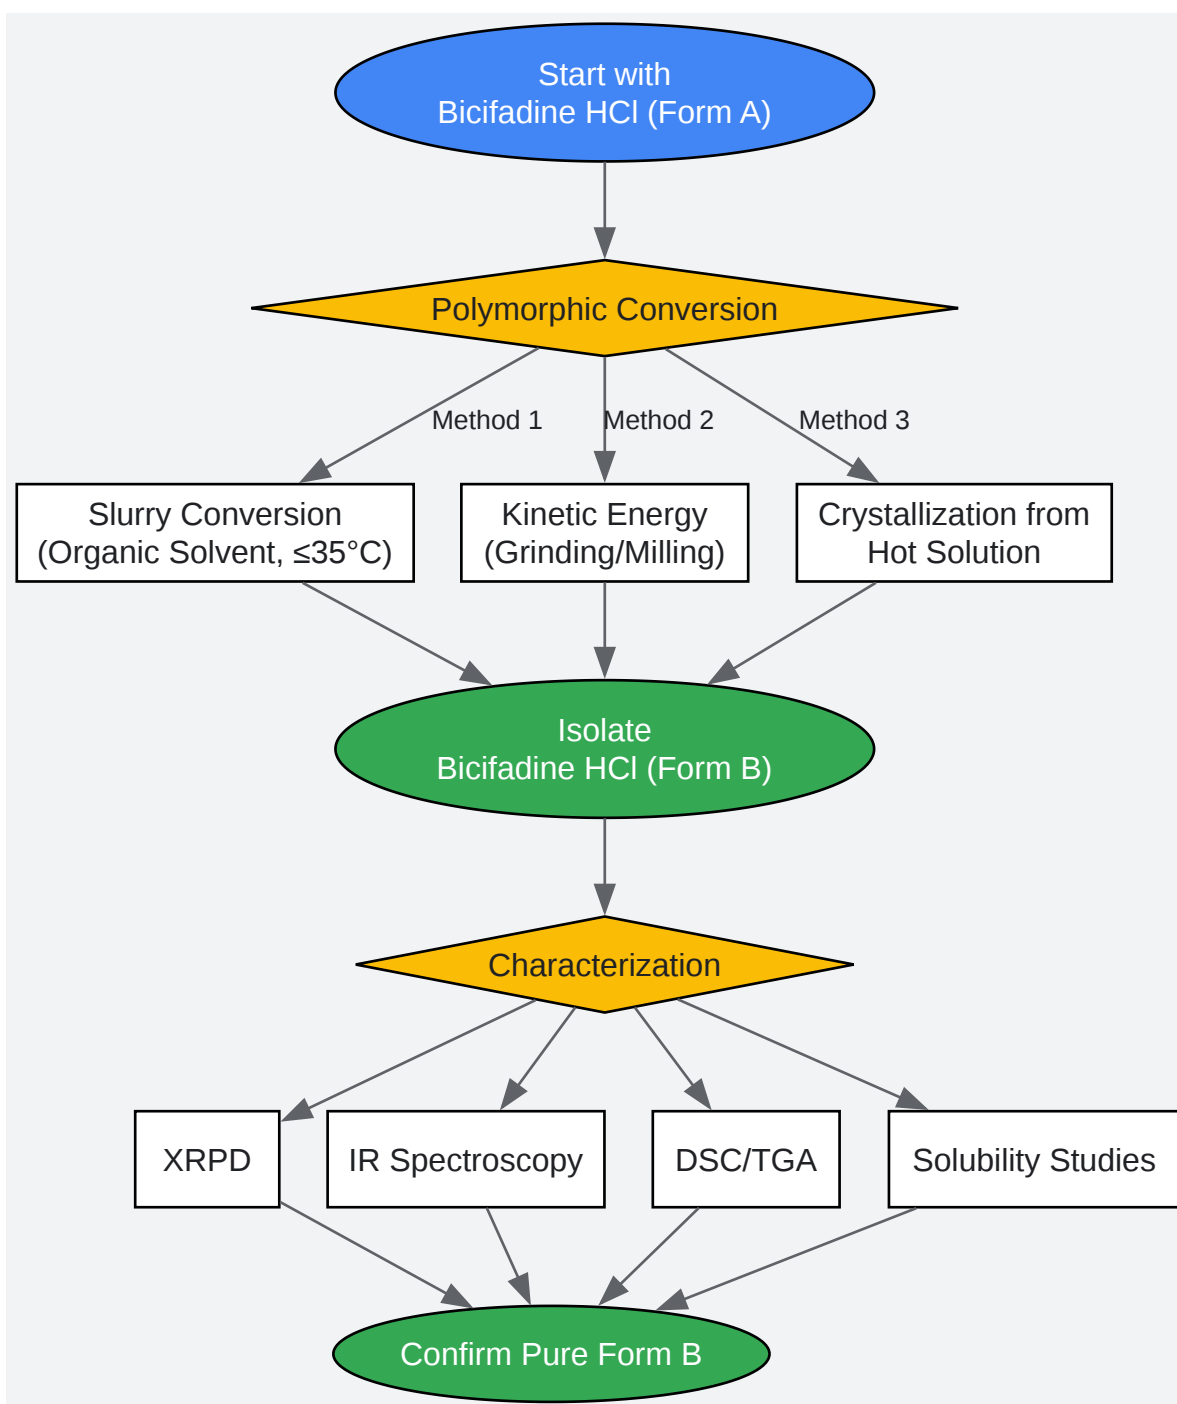 Start with
Bicifadine HCl (Form A)
Polymorphic Conversion
Method 1
Method 2
Method 3
Slurry Conversion
(Organic Solvent, ≤35°C)
Kinetic Energy
(Grinding/Milling)
Crystallization from
Hot Solution
Isolate
Bicifadine HCl (Form B)
Characterization
XRPD
IR Spectroscopy
DSC/TGA
Solubility Studies
Confirm Pure Form B